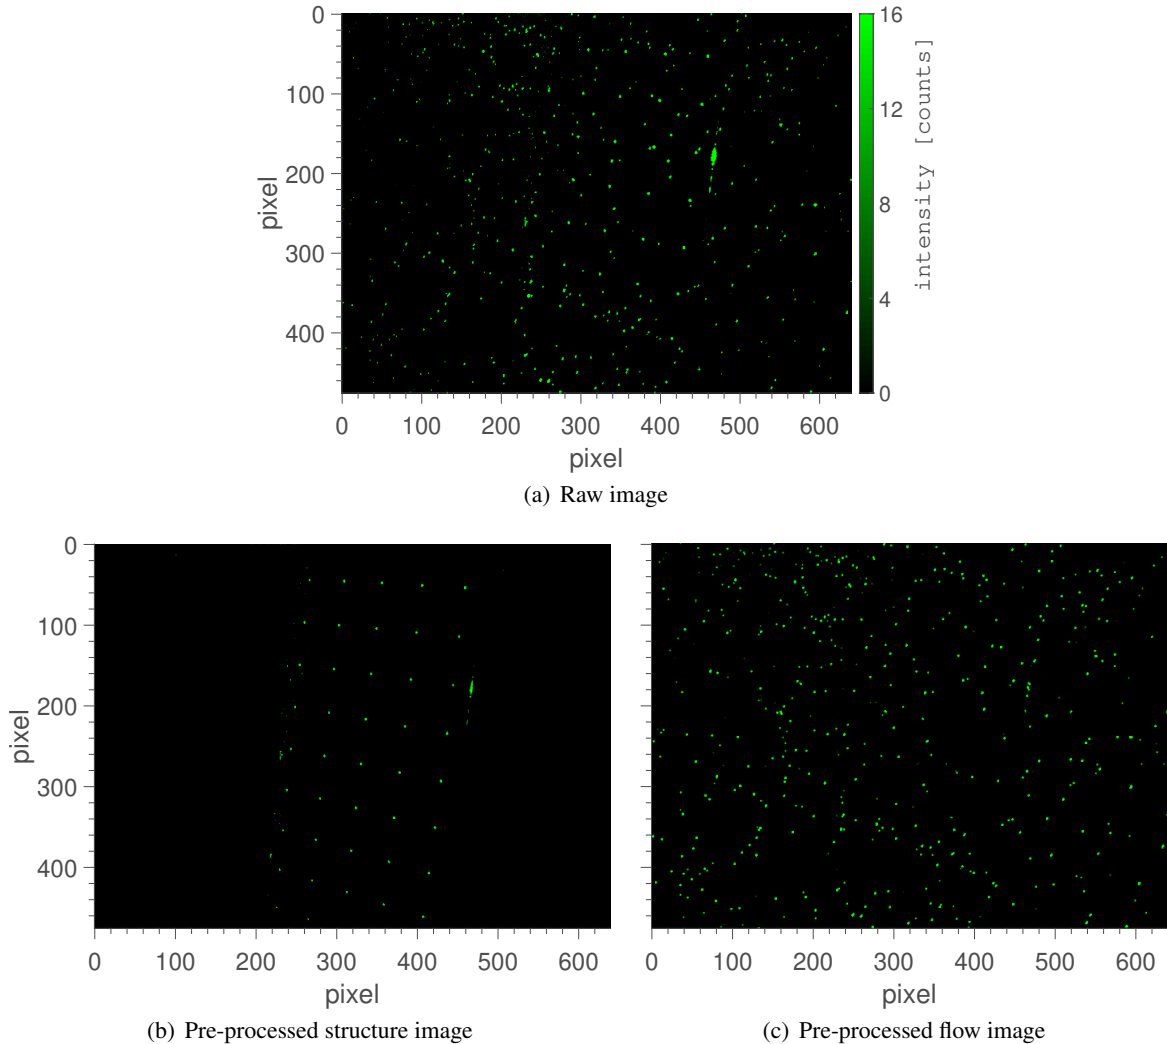 0
100
200
300
400
pixel
0 100 200 300 400 500 600
pixel
16
12
8
4
0
intensity [counts]
(a) Raw image
0
100
200
300
400
pixel
0 100 200 300 400 500 600
pixel
(b) Pre-processed structure image
0 100 200 300 400 500 600
pixel
(c) Pre-processed flow image